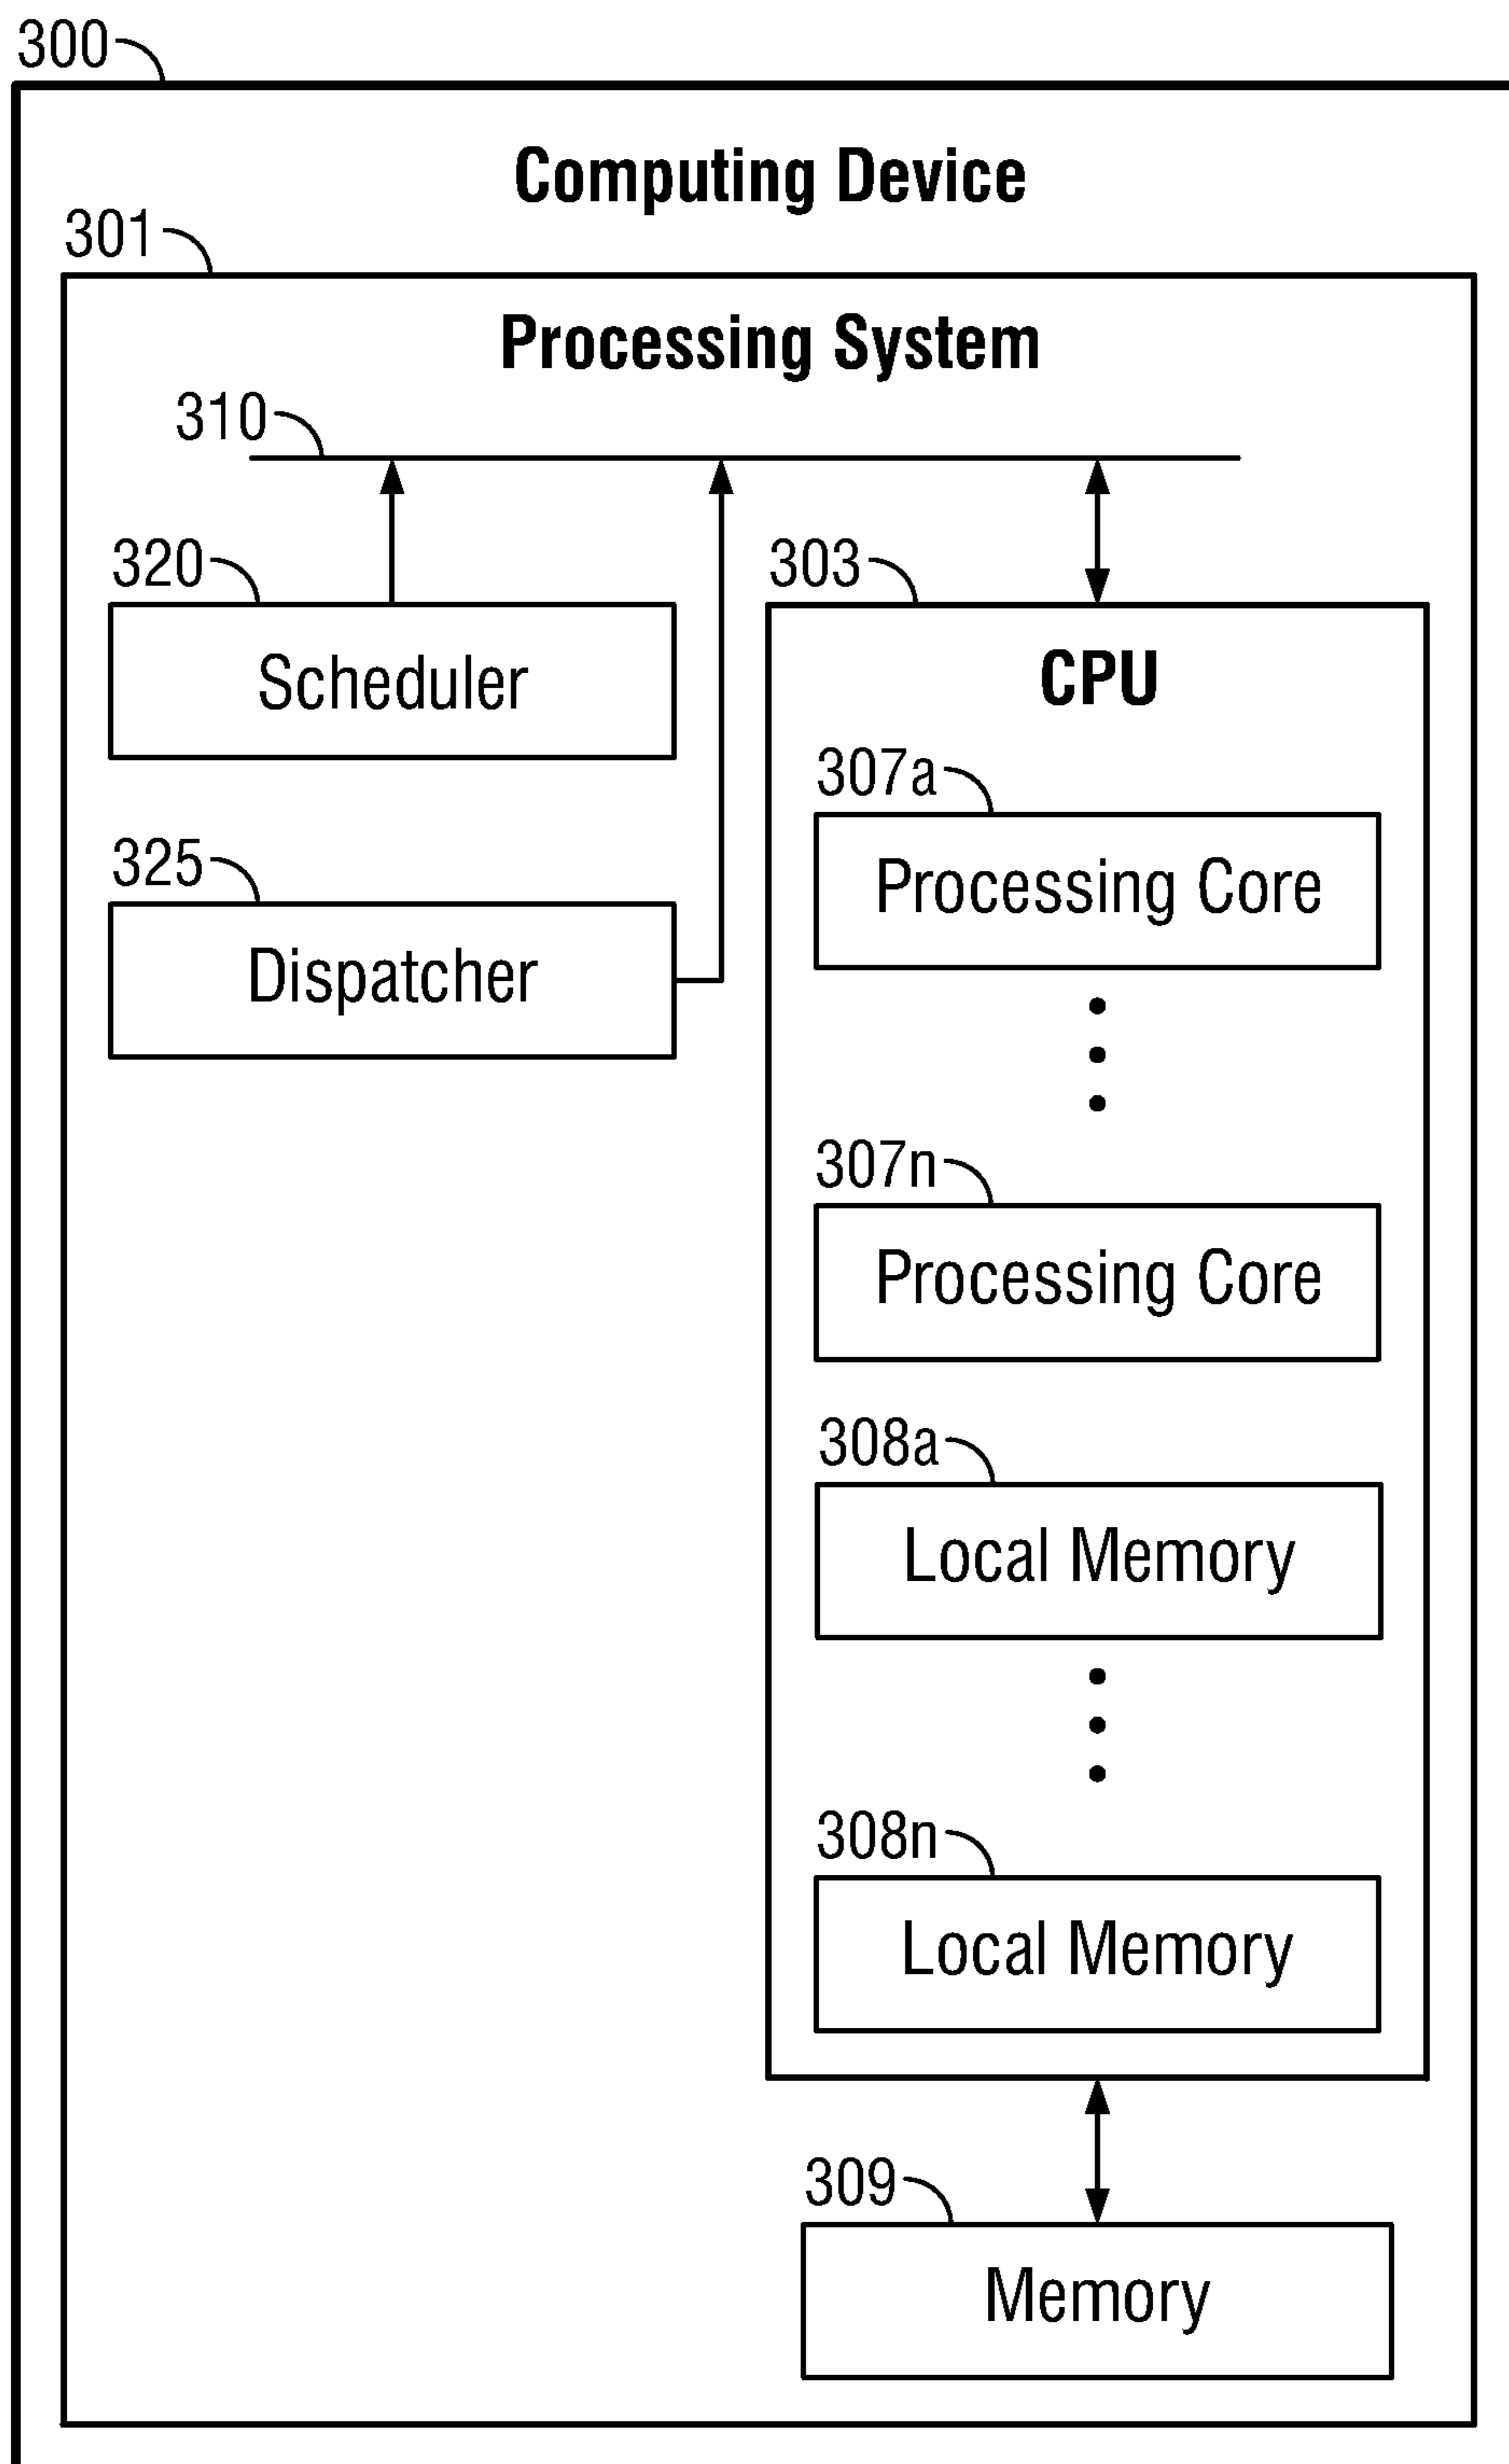 300
Computing Device
301
Processing System
310
320
303
Scheduler
CPU
307a
Processing Core
325
Dispatcher
307n
Processing Core
308a
Local Memory
308n
Local Memory
309
Memory